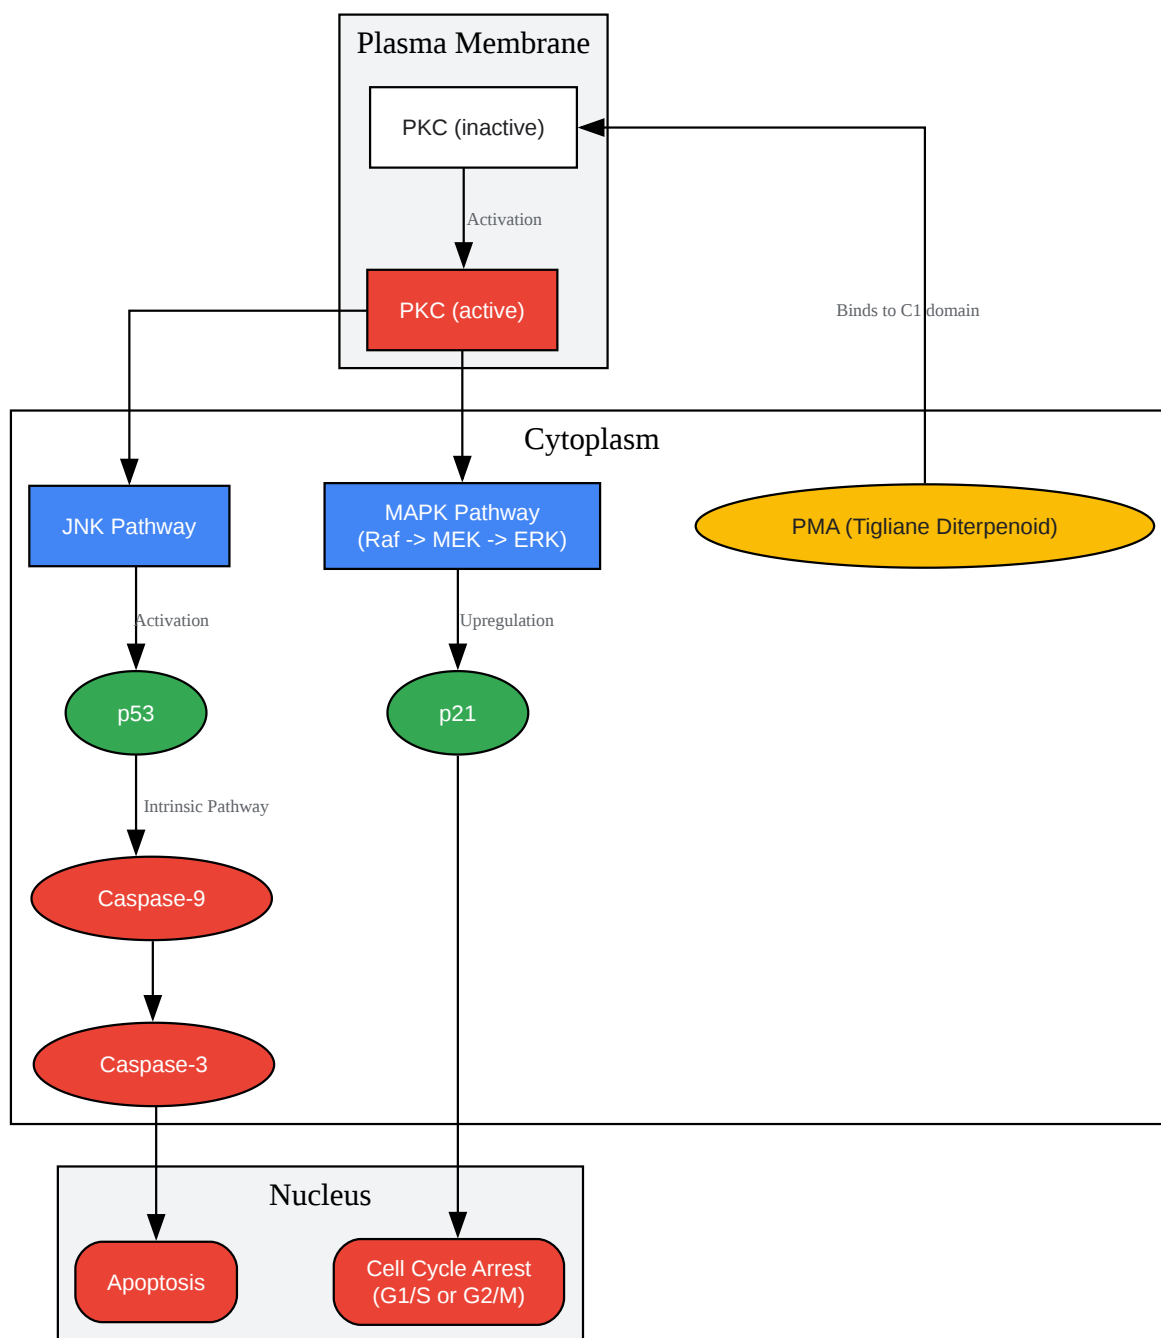 Plasma Membrane
PKC (inactive)
Activation
PKC (active)
Binds to C1 domain
Cytoplasm
JNK Pathway
MAPK Pathway
(Raf -> MEK -> ERK)
PMA (Tigliane Diterpenoid)
Activation
Upregulation
p53
p21
Intrinsic Pathway
Caspase-9
Caspase-3
Nucleus
Apoptosis
Cell Cycle Arrest
(G1/S or G2/M)